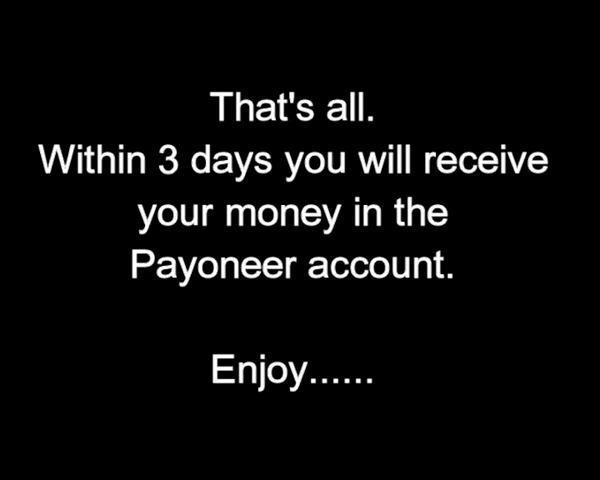 That's all.
Within 3 days you will receive
your money in the
Payoneer account.
Enjoy......